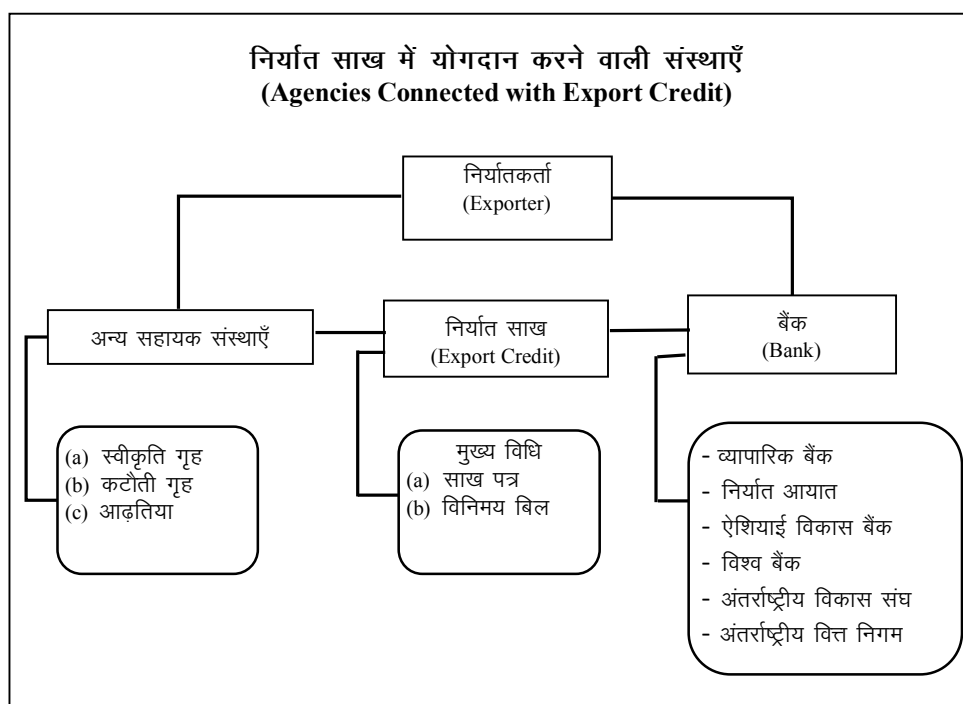 निर्यात साख में योगदान करने वाली संस्थाएँ
(Agencies Connected with Export Credit)
निर्यातकर्ता
(Exporter)
अन्य सहायक संस्थाएँ
निर्यात साख
(Export Credit)
बैंक
(Bank)
(a) स्वीकृति गृह
(b) कटौती गृह
(c) आढ़तिया
मुख्य विधि
(a) साख पत्र
(b) विनिमय बिल
- व्यापारिक बैंक
- निर्यात आयात
- ऐशियाई विकास बैंक
- विश्व बैंक
- अंतर्राष्ट्रीय विकास संघ
- अंतर्राष्ट्रीय वित्त निगम